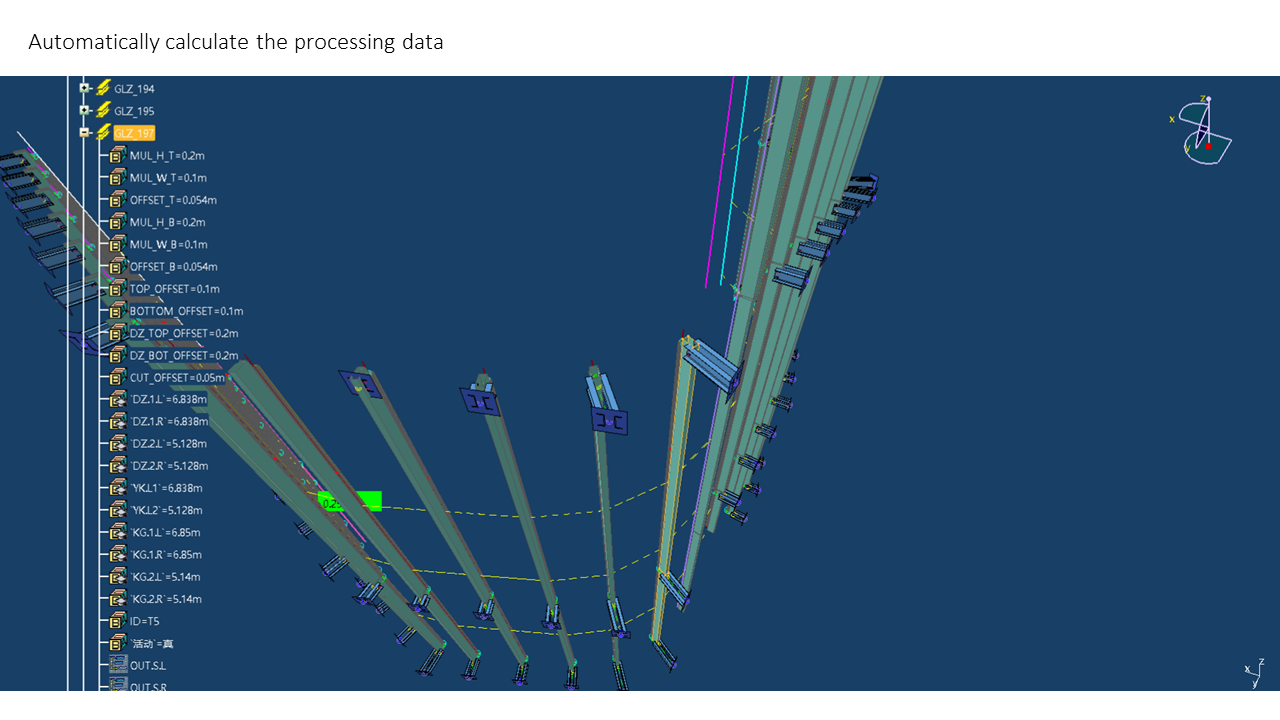 Automatically calculate the processing data
GLZ_194
GLZ_195
GLZ_197
MUL_H_T=0.2m
MUL_W_T=0.1m
OFFSET_T=0.054m
MUL_H_B=0.2m
MUL_W_B=0.1m
OFFSET_B=0.054m
TOP_OFFSET=0.1m
BOTTOM_OFFSET=0.1m
DZ_TOP_OFFSET=0.2m
DZ_BOT_OFFSET=0.2m
CUT_OFFSET=0.05m
`DZ.1.L`=6.838m
`DZ.1.R`=6.838m
`DZ.2.L`=5.128m
`DZ.2.R`=5.128m
`YK.L1`=6.838m
`YK.L2`=5.128m
`KG.1.L`=6.85m
`KG.1.R`=6.85m
`KG.2.L`=5.14m
`KG.2.R`=5.14m
ID=T5
`活动`=真
OUT.S.L
OUT.S.R
z
x
y
z
x
y